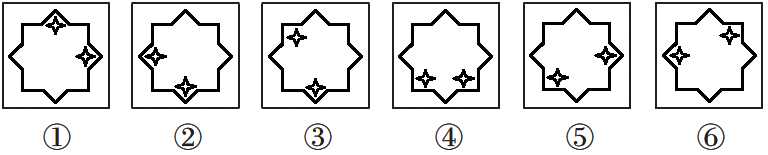 ① ② ③ ④ ⑤ ⑥